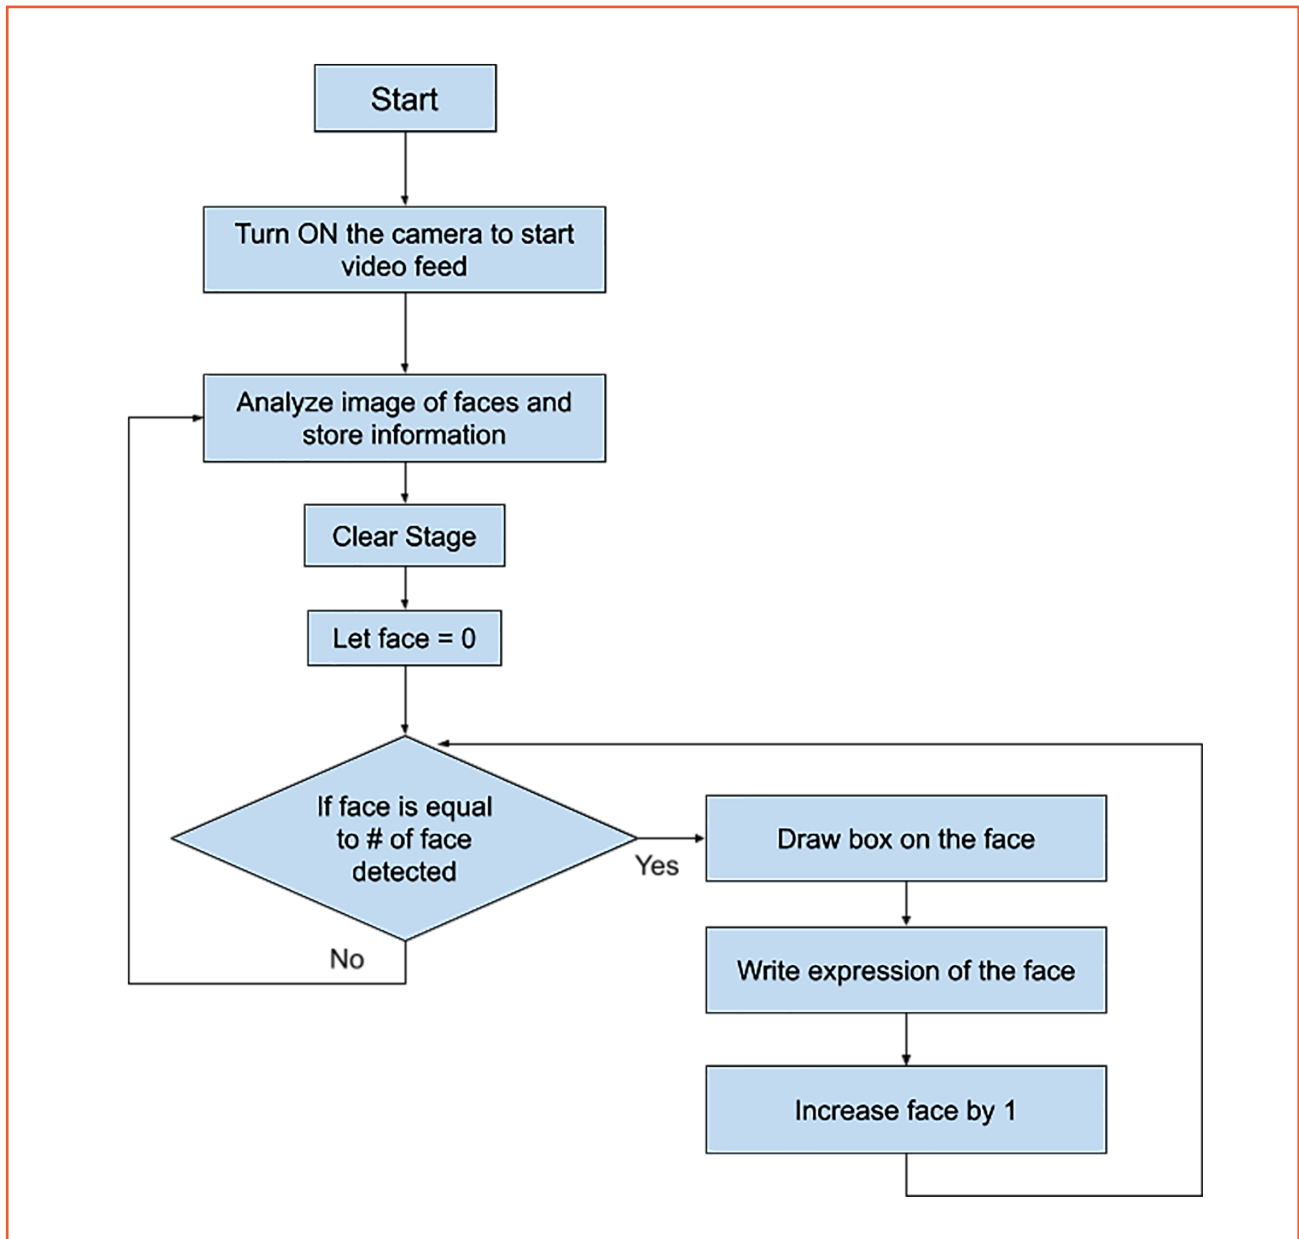 Start
Turn ON the camera to start
video feed
Analyze image of faces and
store information
Clear Stage
Let face = 0
If face is equal
to # of face
detected
Yes
No
Draw box on the face
Write expression of the face
Increase face by 1